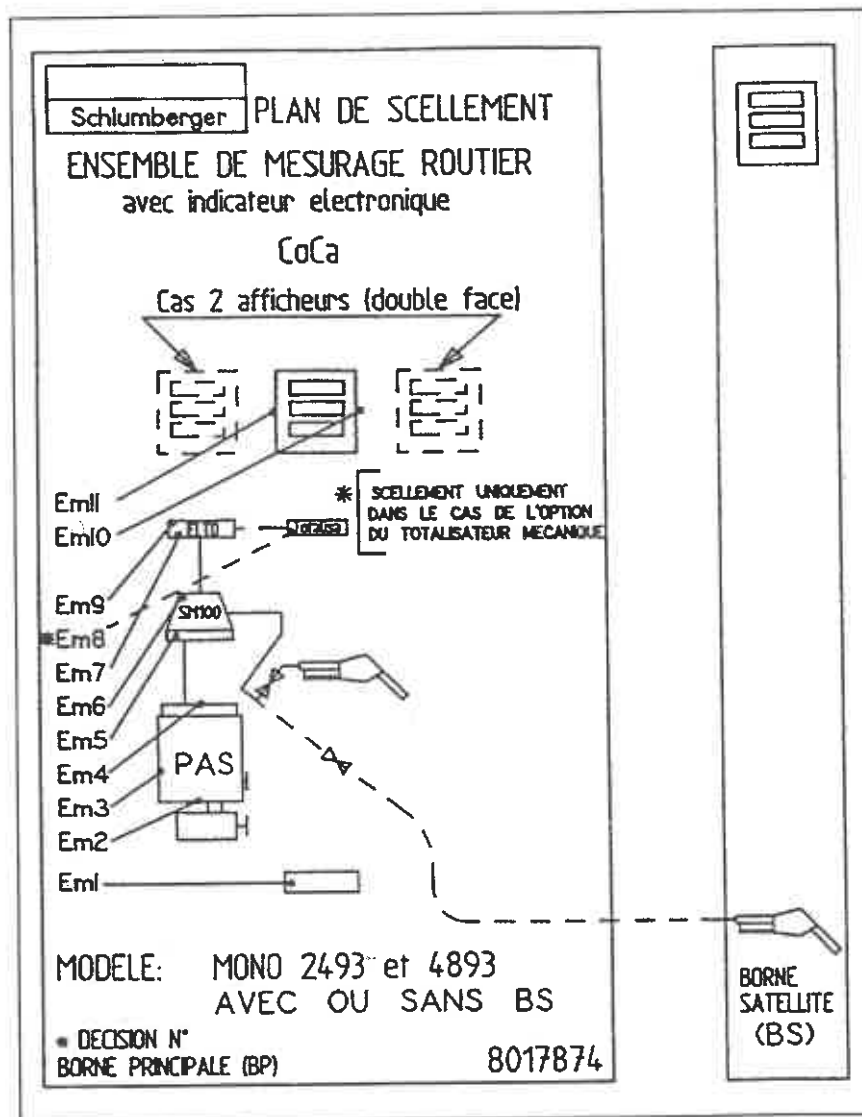 Schlumberger PLAN DE SCELLEMENT
ENSEMBLE DE MESURAGE ROUTIER
avec indicateur electronique
CoCa
Cas 2 afficheurs (double face)
Em11
Em10
* SCELLEMENT UNIQUEMENT
DANS LE CAS DE L'OPTION
DU TOTALISATEUR MECANIQUE
Em9
*Em8
SM100
Em7
Em6
Em5
Em4
PAS
Em3
Em2
Em1
MODELE: MONO 2493 et 4893
AVEC OU SANS BS
* DECISION N°
BORNE PRINCIPALE (BP)
8017874
BORNE
SATELLITE
(BS)